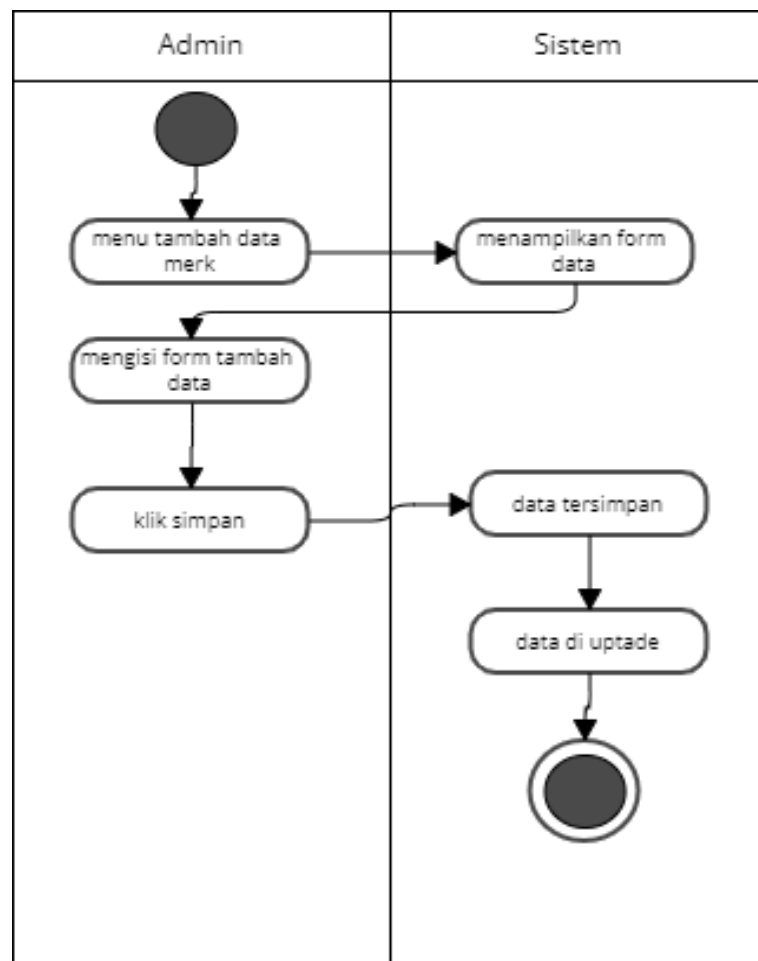 Admin
Sistem
menu tambah data
merk
menampilkan form
data
mengisi form tambah
data
klik simpan
data tersimpan
data di uptade